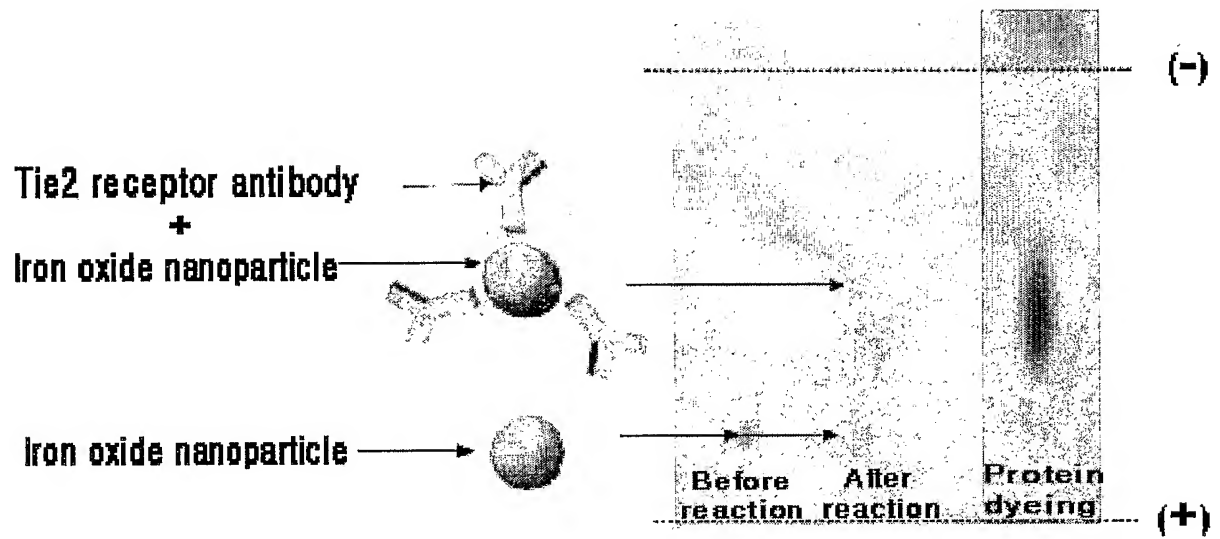 (-)
Tie2 receptor antibody
+
Iron oxide nanoparticle
Iron oxide nanoparticle
Before reaction
After reaction
Protein dyeing
(+)